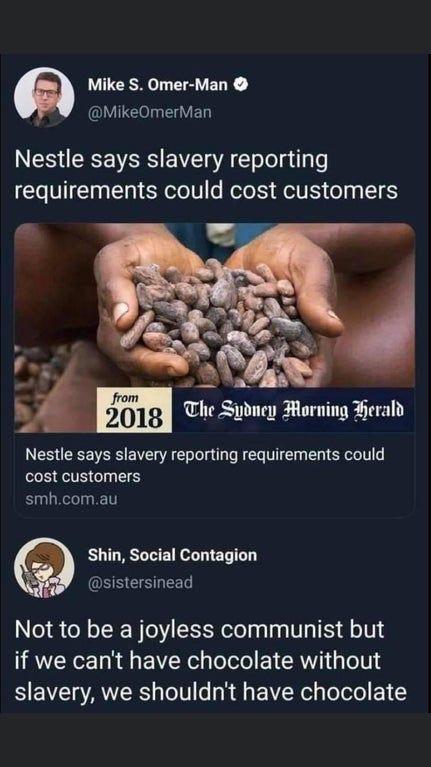 Mike S. Omer-Man
@MikeOmerMan
Nestle says slavery reporting
requirements could cost customers
from
2018
The Sydney Morning Herald
Nestle says slavery reporting requirements could
cost customers
smh.com.au
Shin, Social Contagion
@sistersinead
Not to be a joyless communist but
if we can't have chocolate without
slavery, we shouldn't have chocolate